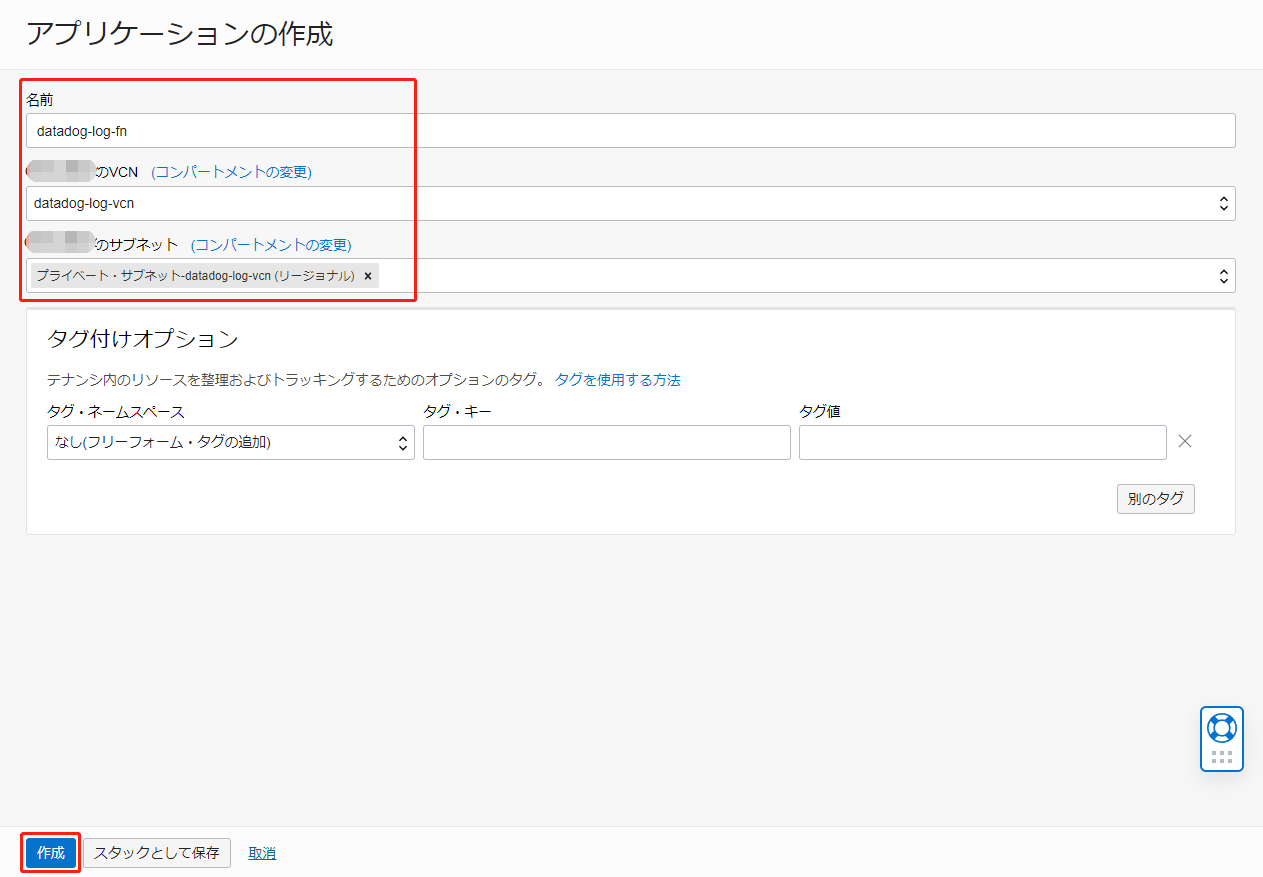 アプリケーションの作成
名前
datadog-log-fn
のVCN (コンパートメントの変更)
datadog-log-vcn
のサブネット (コンパートメントの変更)
プライベート・サブネット-datadog-log-vcn (リージョナル) ×
タグ付けオプション
テナンシ内のリソースを整理およびトラッキングするためのオプションのタグ。 タグを使用する方法
タグ・ネームスペース タグ・キー タグ値
なし(フリーフォーム・タグの追加)
別のタグ
作成 スタックとして保存 取消